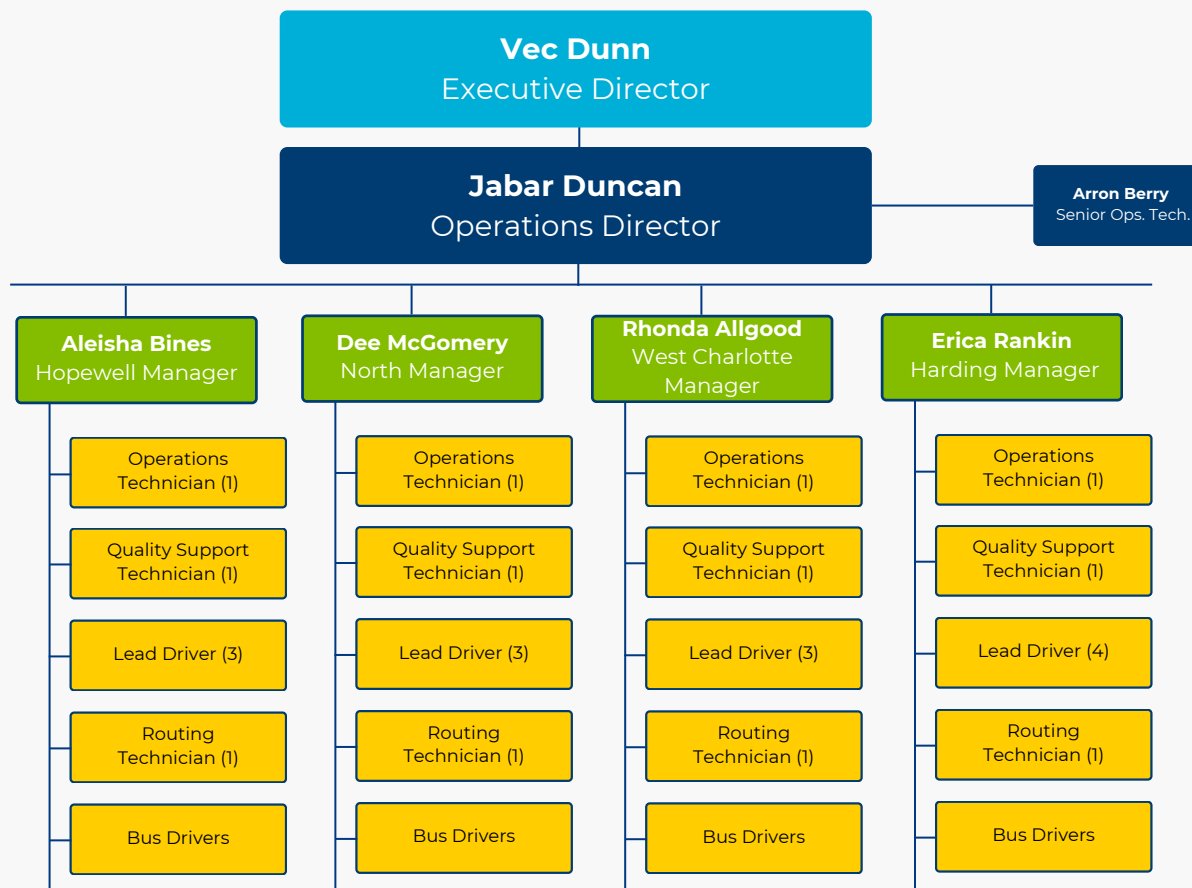 Vec Dunn
Executive Director
Jabar Duncan
Operations Director
Arron Berry
Senior Ops. Tech.
Aleisha Bines
Hopewell Manager
Dee McGomery
North Manager
Rhonda Allgood
West Charlotte
Manager
Erica Rankin
Harding Manager
Operations
Technician (1)
Quality Support
Technician (1)
Lead Driver (3)
Routing
Technician (1)
Bus Drivers
Operations
Technician (1)
Quality Support
Technician (1)
Lead Driver (3)
Routing
Technician (1)
Bus Drivers
Operations
Technician (1)
Quality Support
Technician (1)
Lead Driver (3)
Routing
Technician (1)
Bus Drivers
Operations
Technician (1)
Quality Support
Technician (1)
Lead Driver (4)
Routing
Technician (1)
Bus Drivers